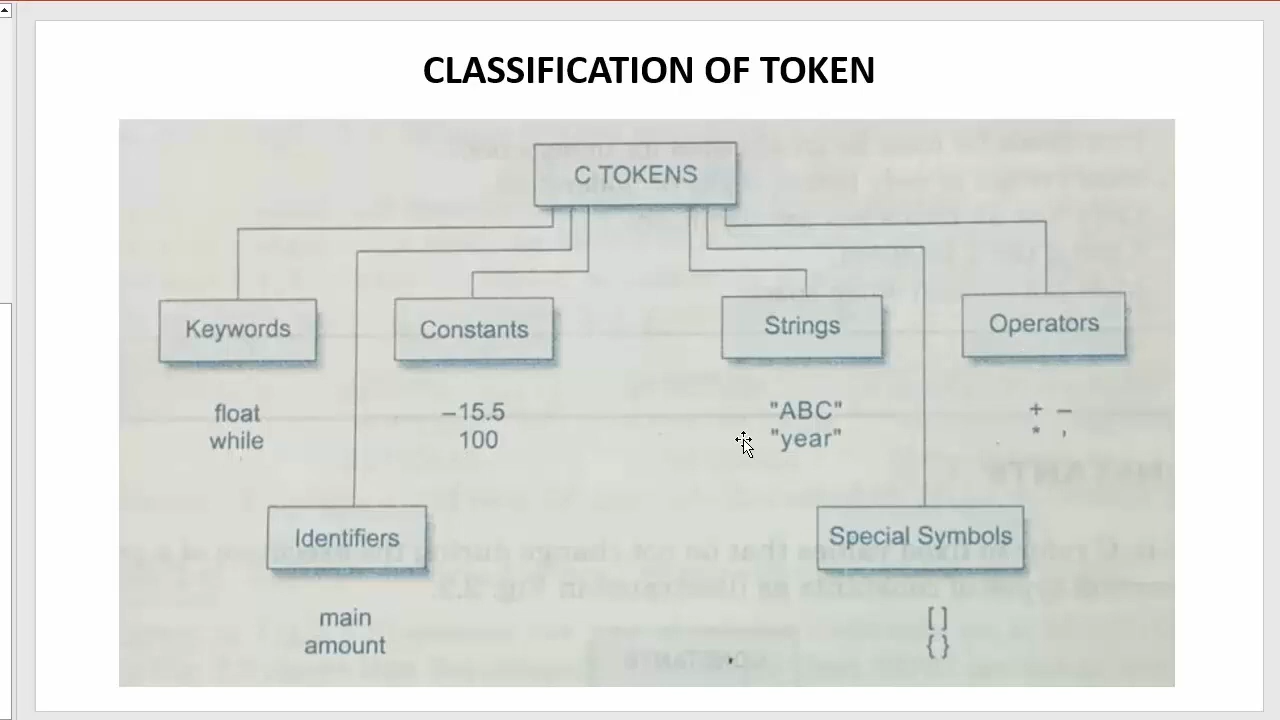 CLASSIFICATION OF TOKEN
C TOKENS
Keywords
float
while
Constants
–15.5
100
Strings
"ABC"
"year"
Operators
+ –
* ,
Identifiers
main
amount
Special Symbols
[ ]
{ }